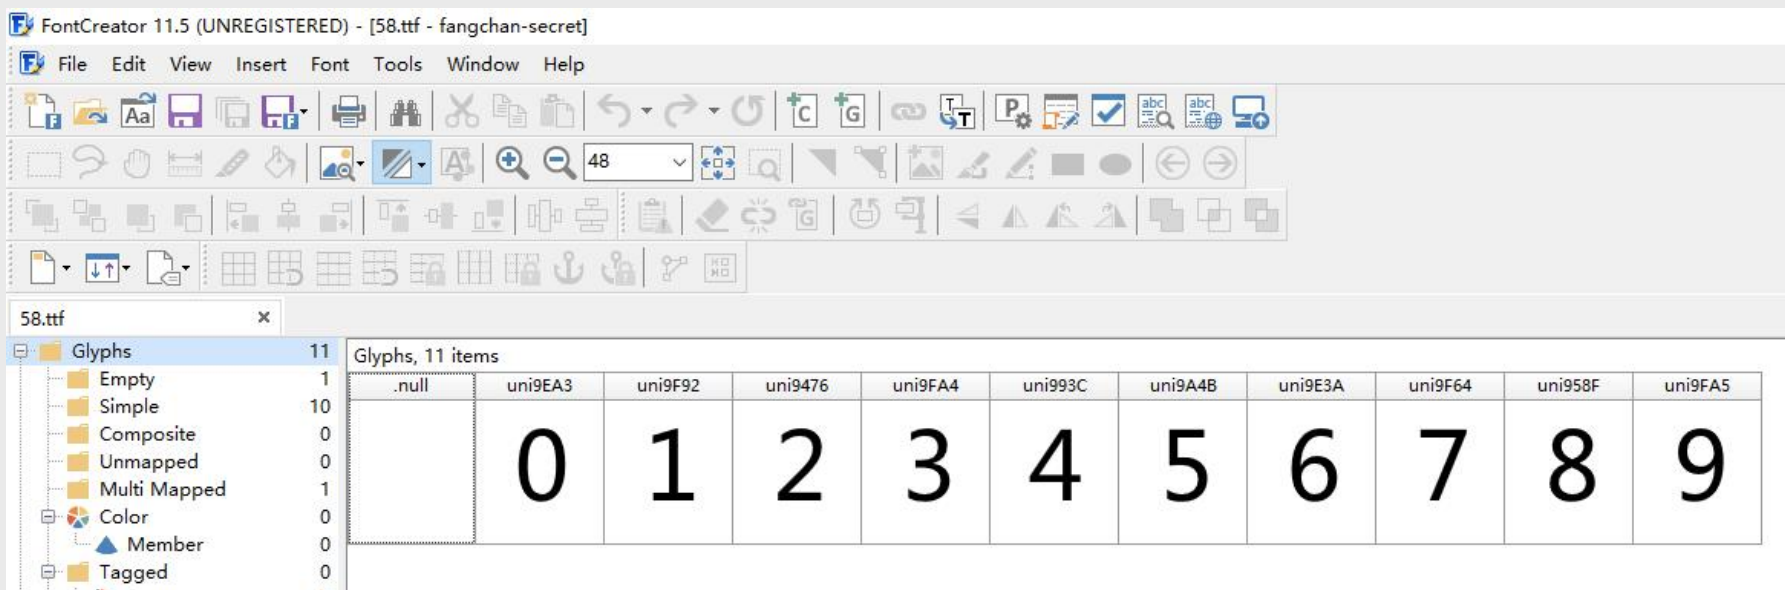 FontCreator 11.5 (UNREGISTERED) - [58.ttf - fangchan-secret]
File Edit View Insert Font Tools Window Help
48
58.ttf ×
Glyphs 11
Glyphs, 11 items
Empty 1
.null uni9EA3 uni9F92 uni9476 uni9FA4 uni993C uni9A4B uni9E3A uni9F64 uni958F uni9FA5
Simple 10
Composite 0
0 1 2 3 4 5 6 7 8 9
Unmapped 0
Multi Mapped 1
Color 0
Member 0
Tagged 0